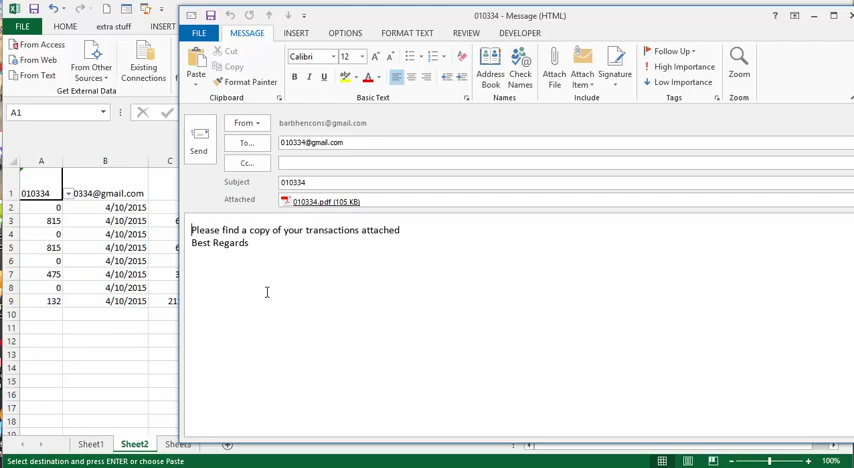 010334 - Message (HTML)
FILE HOME extra stuff INSERT
FILE MESSAGE INSERT OPTIONS FORMAT TEXT REVIEW DEVELOPER
From Access
From Web
From Text
From Other
Sources
Existing
Connections
Get External Data
Paste
Cut
Copy
Format Painter
Clipboard
Calibri 12
B I U A
Basic Text
Address
Book
Check
Names
Names
Attach
File
Attach
Item
Signature
Include
Follow Up
High Importance
Low Importance
Tags
Zoom
Zoom
A1
From
barbhencons@gmail.com
To...
010334@gmail.com
Cc...
Send
Subject
010334
Attached
010334.pdf (105 KB)
Please find a copy of your transactions attached
Best Regards
A B C
1 010334 0334@gmail.com
2 0 4/10/2015
3 815 4/10/2015 6
4 0 4/10/2015
5 815 4/10/2015 6
6 0 4/10/2015
7 475 4/10/2015 3
8 0 4/10/2015
9 132 4/10/2015 21
10
11
12
13
14
15
16
17
18
Sheet1 Sheet2 Sheet3
Select destination and press ENTER or choose Paste
100%